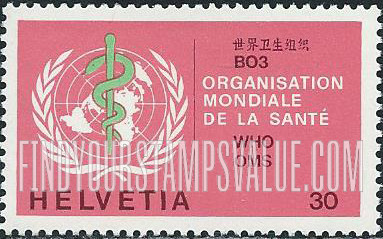 世界卫生组织
ВОЗ
ORGANISATION
MONDIALE
DE LA SANTÉ
WHO
OMS
FINDYOURSTAMPSVALUE.COM
HELVETIA 30